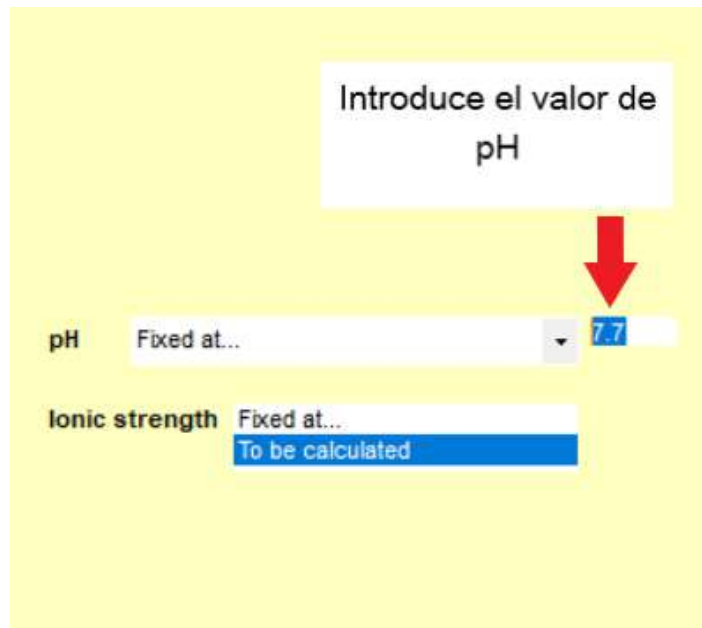 Introduce el valor de
pH
pH Fixed at... 7.7
Ionic strength Fixed at...
To be calculated